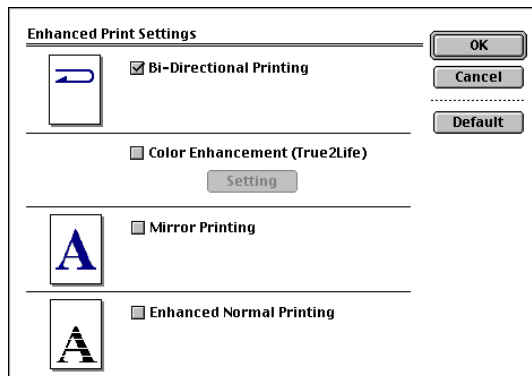 Enhanced Print Settings
OK
Bi-Directional Printing
Cancel
Default
Color Enhancement (True2Life)
Setting
Mirror Printing
A
Enhanced Normal Printing
A